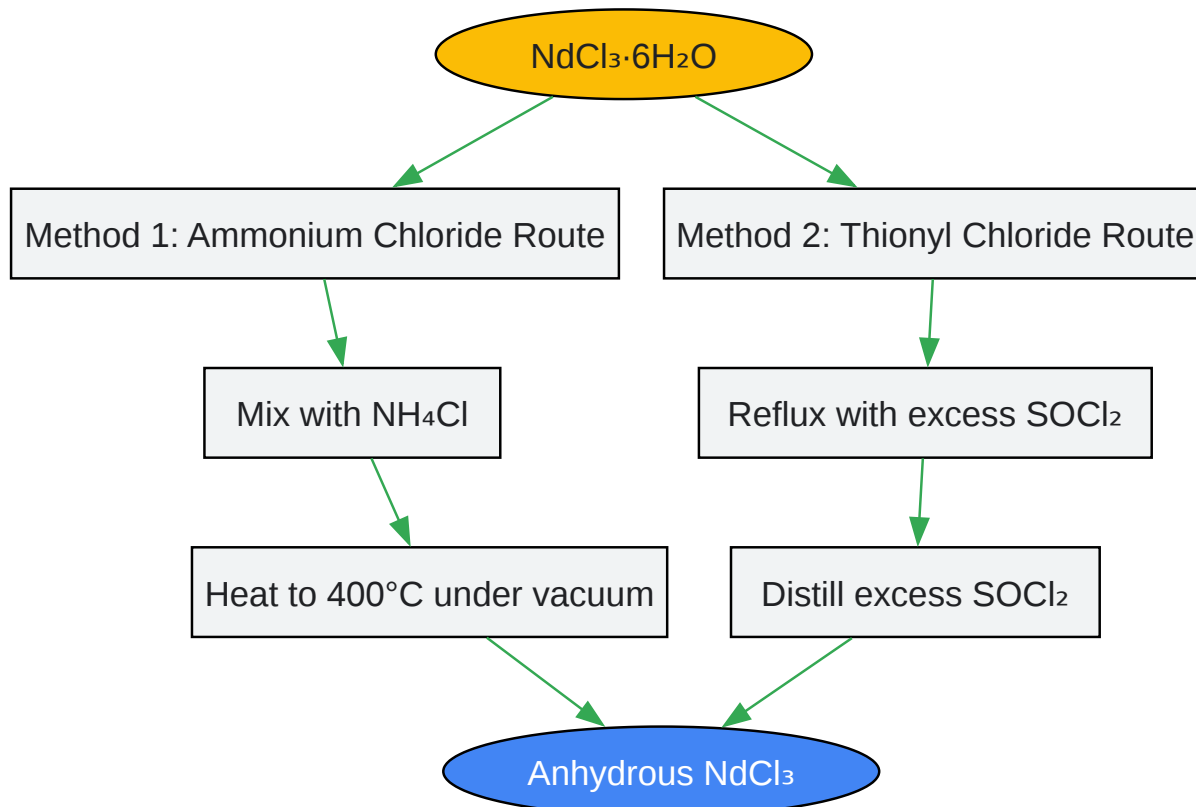 NdCl₃·6H₂O
Method 1: Ammonium Chloride Route
Method 2: Thionyl Chloride Route
Mix with NH₄Cl
Reflux with excess SOCl₂
Heat to 400°C under vacuum
Distill excess SOCl₂
Anhydrous NdCl₃